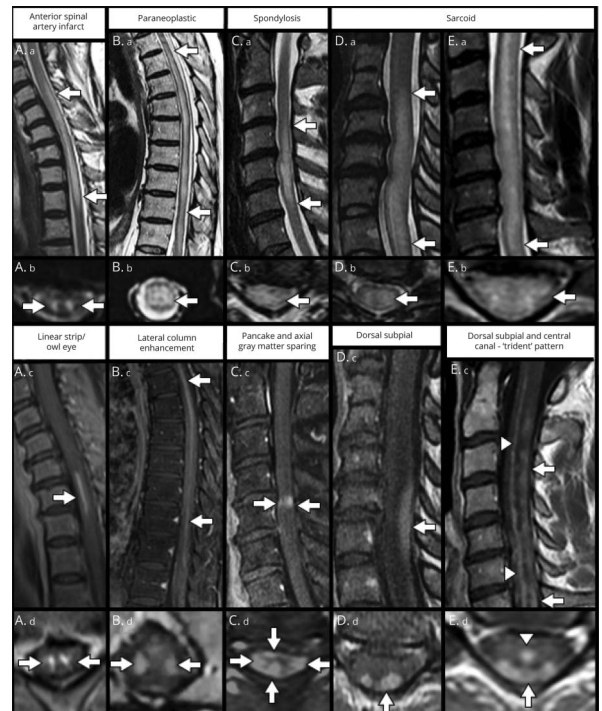 Anterior spinal
artery infarct
Paraneoplastic
Spondylosis
Sarcoid
A. a
B. a
C. a
D. a
E. a
A. b
B. b
C. b
D. b
E. b
Linear strip/
owl eye
Lateral column
enhancement
Pancake and axial
gray matter sparing
Dorsal subpial
Dorsal subpial and central
canal - 'trident' pattern
A. c
B. c
C. c
D. c
E. c
A. d
B. d
C. d
D. d
E. d